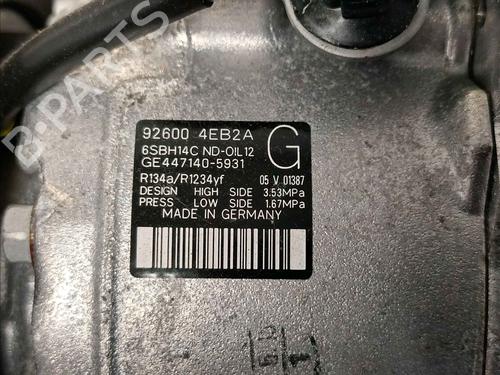 92600 4EB2A
6SBH14C ND-OIL12
GE447140-5931
G
R134a/R1234yf 05 V 01387
DESIGN HIGH SIDE 3.53MPa
PRESS LOW SIDE 1.67MPa
MADE IN GERMANY
B-PARTS